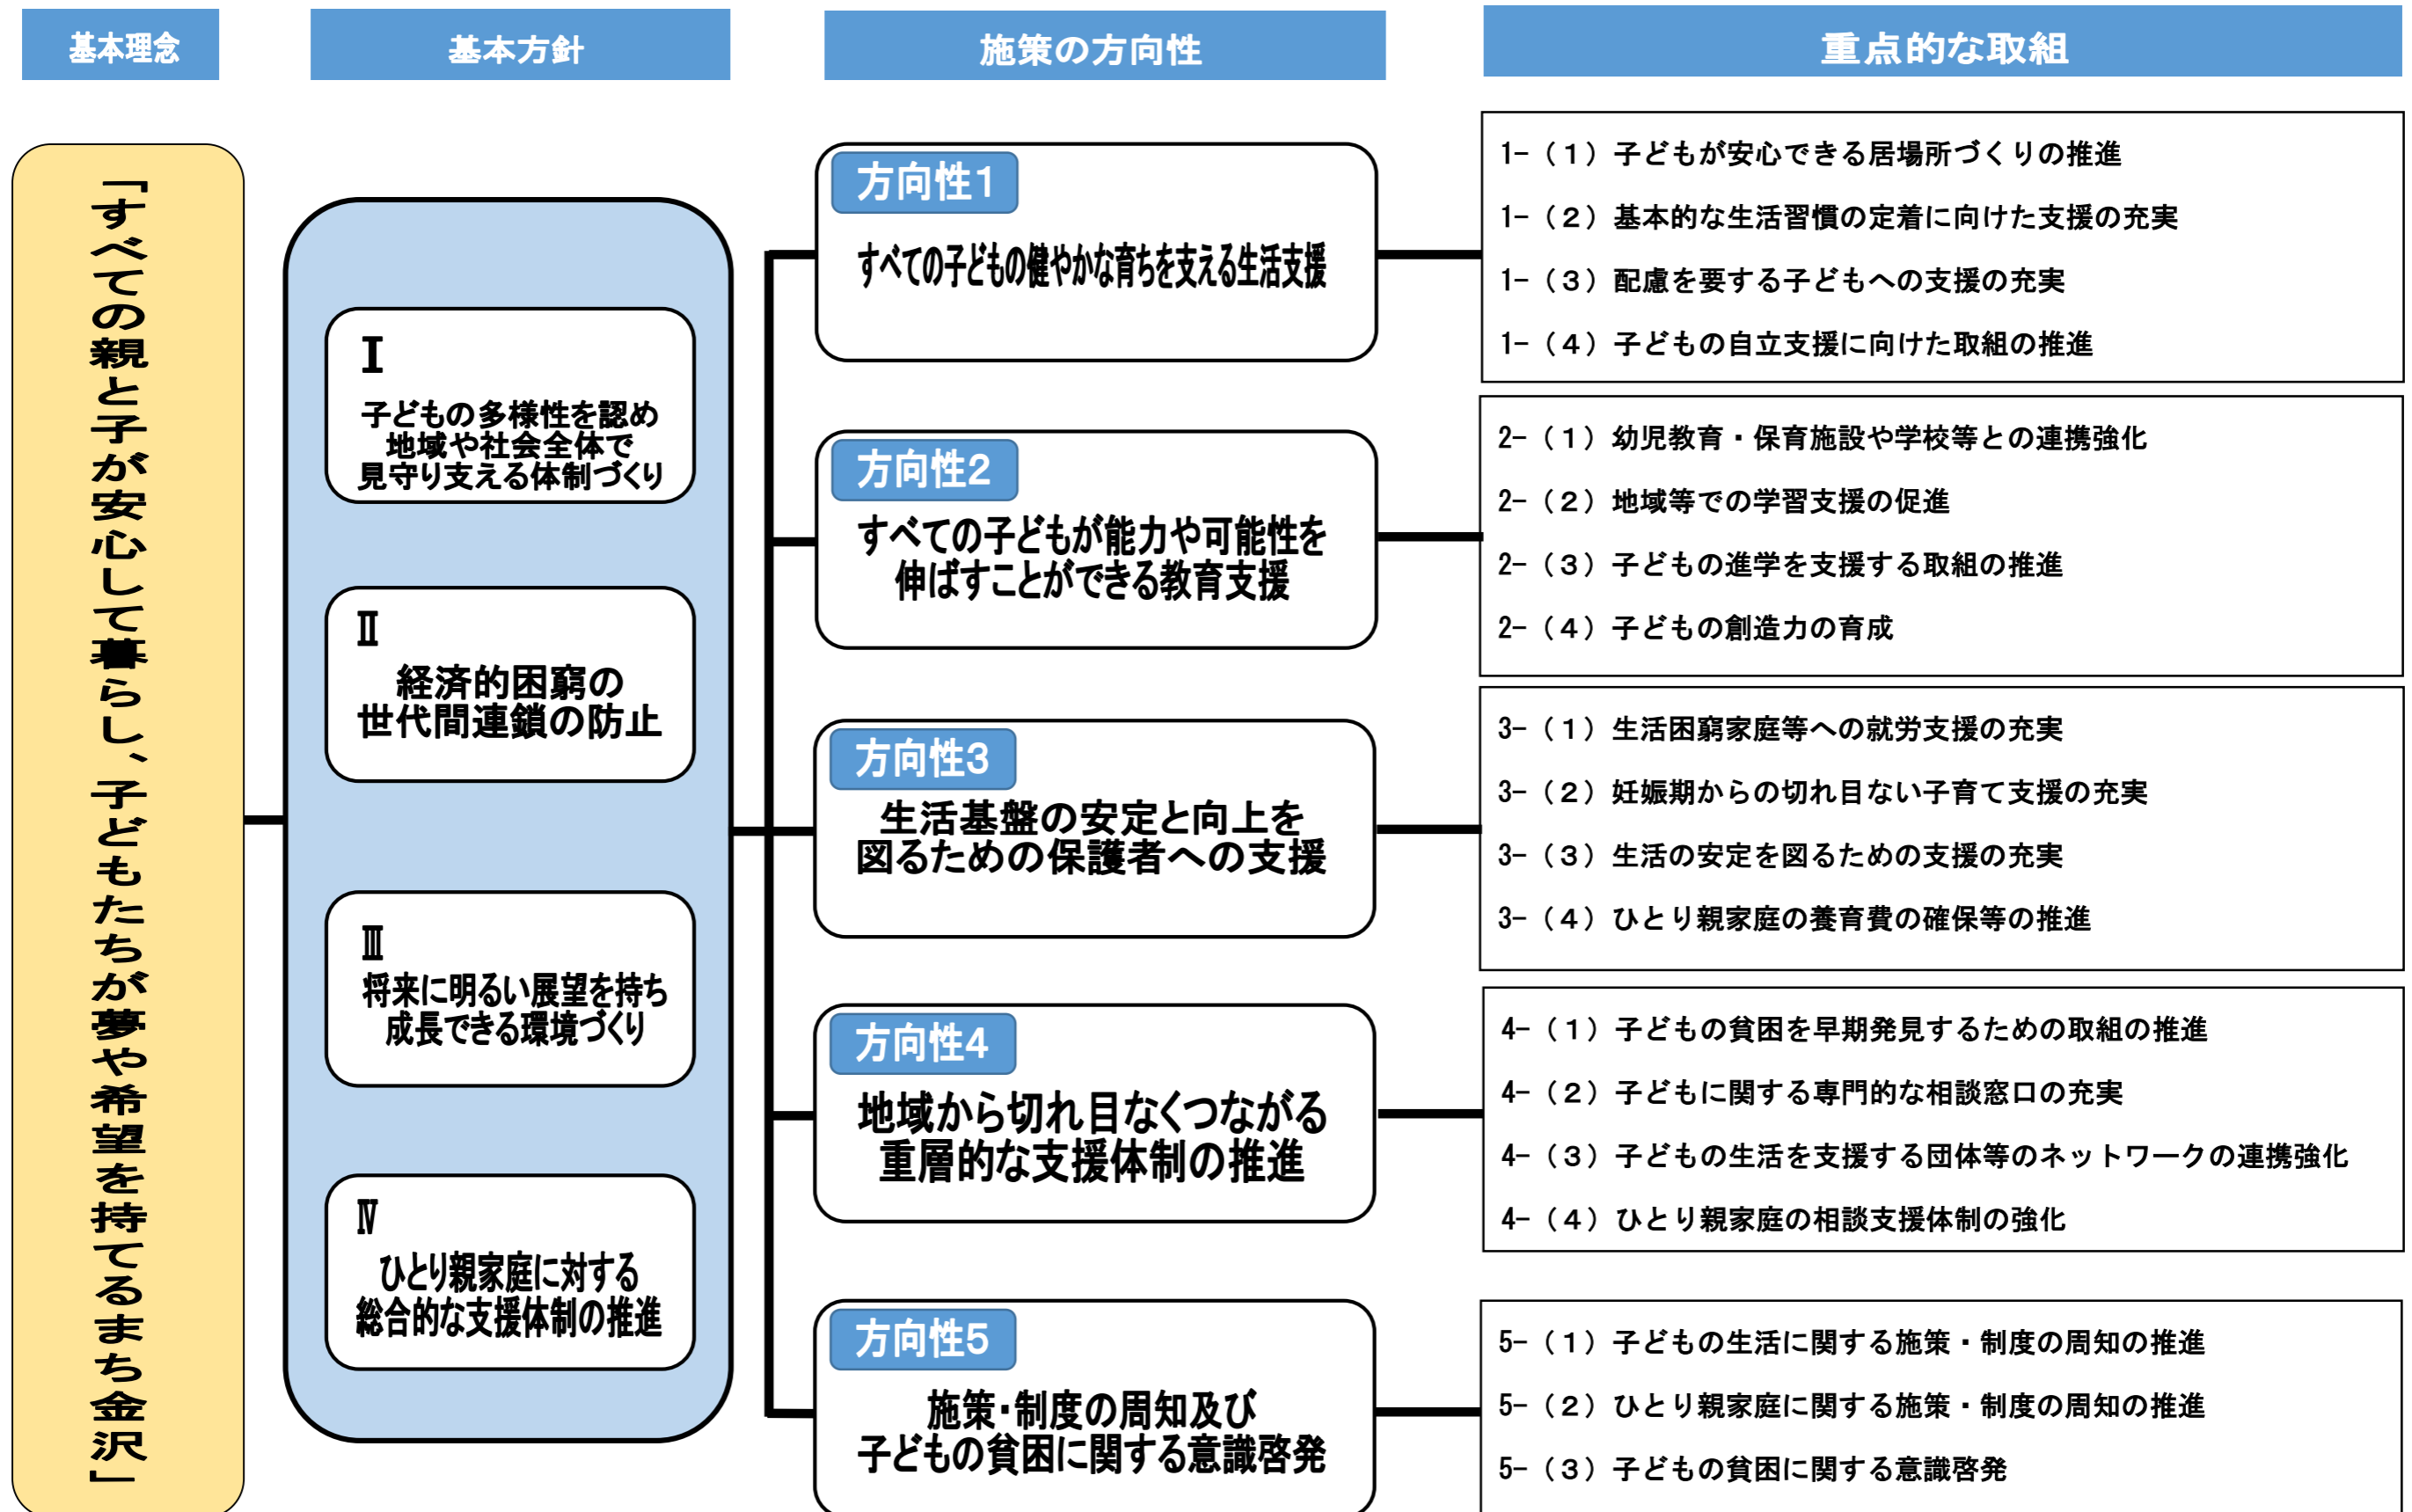 基本理念
基本方針
施策の方向性
重点的な取組
「すべての親と子が安心して暮らし、子どもたちが夢や希望を持てるまち金沢」
Ⅰ
子どもの多様性を認め
地域や社会全体で
見守り支える体制づくり
Ⅱ
経済的困窮の
世代間連鎖の防止
Ⅲ
将来に明るい展望を持ち
成長できる環境づくり
Ⅳ
ひとり親家庭に対する
総合的な支援体制の推進
方向性1
すべての子どもの健やかな育ちを支える生活支援
1-（１）子どもが安心できる居場所づくりの推進
1-（２）基本的な生活習慣の定着に向けた支援の充実
1-（３）配慮を要する子どもへの支援の充実
1-（４）子どもの自立支援に向けた取組の推進
方向性2
すべての子どもが能力や可能性を
伸ばすことができる教育支援
2-（１）幼児教育・保育施設や学校等との連携強化
2-（２）地域等での学習支援の促進
2-（３）子どもの進学を支援する取組の推進
2-（４）子どもの創造力の育成
方向性3
生活基盤の安定と向上を
図るための保護者への支援
3-（１）生活困窮家庭等への就労支援の充実
3-（２）妊娠期からの切れ目ない子育て支援の充実
3-（３）生活の安定を図るための支援の充実
3-（４）ひとり親家庭の養育費の確保等の推進
方向性4
地域から切れ目なくつながる
重層的な支援体制の推進
4-（１）子どもの貧困を早期発見するための取組の推進
4-（２）子どもに関する専門的な相談窓口の充実
4-（３）子どもの生活を支援する団体等のネットワークの連携強化
4-（４）ひとり親家庭の相談支援体制の強化
方向性5
施策・制度の周知及び
子どもの貧困に関する意識啓発
5-（１）子どもの生活に関する施策・制度の周知の推進
5-（２）ひとり親家庭に関する施策・制度の周知の推進
5-（３）子どもの貧困に関する意識啓発